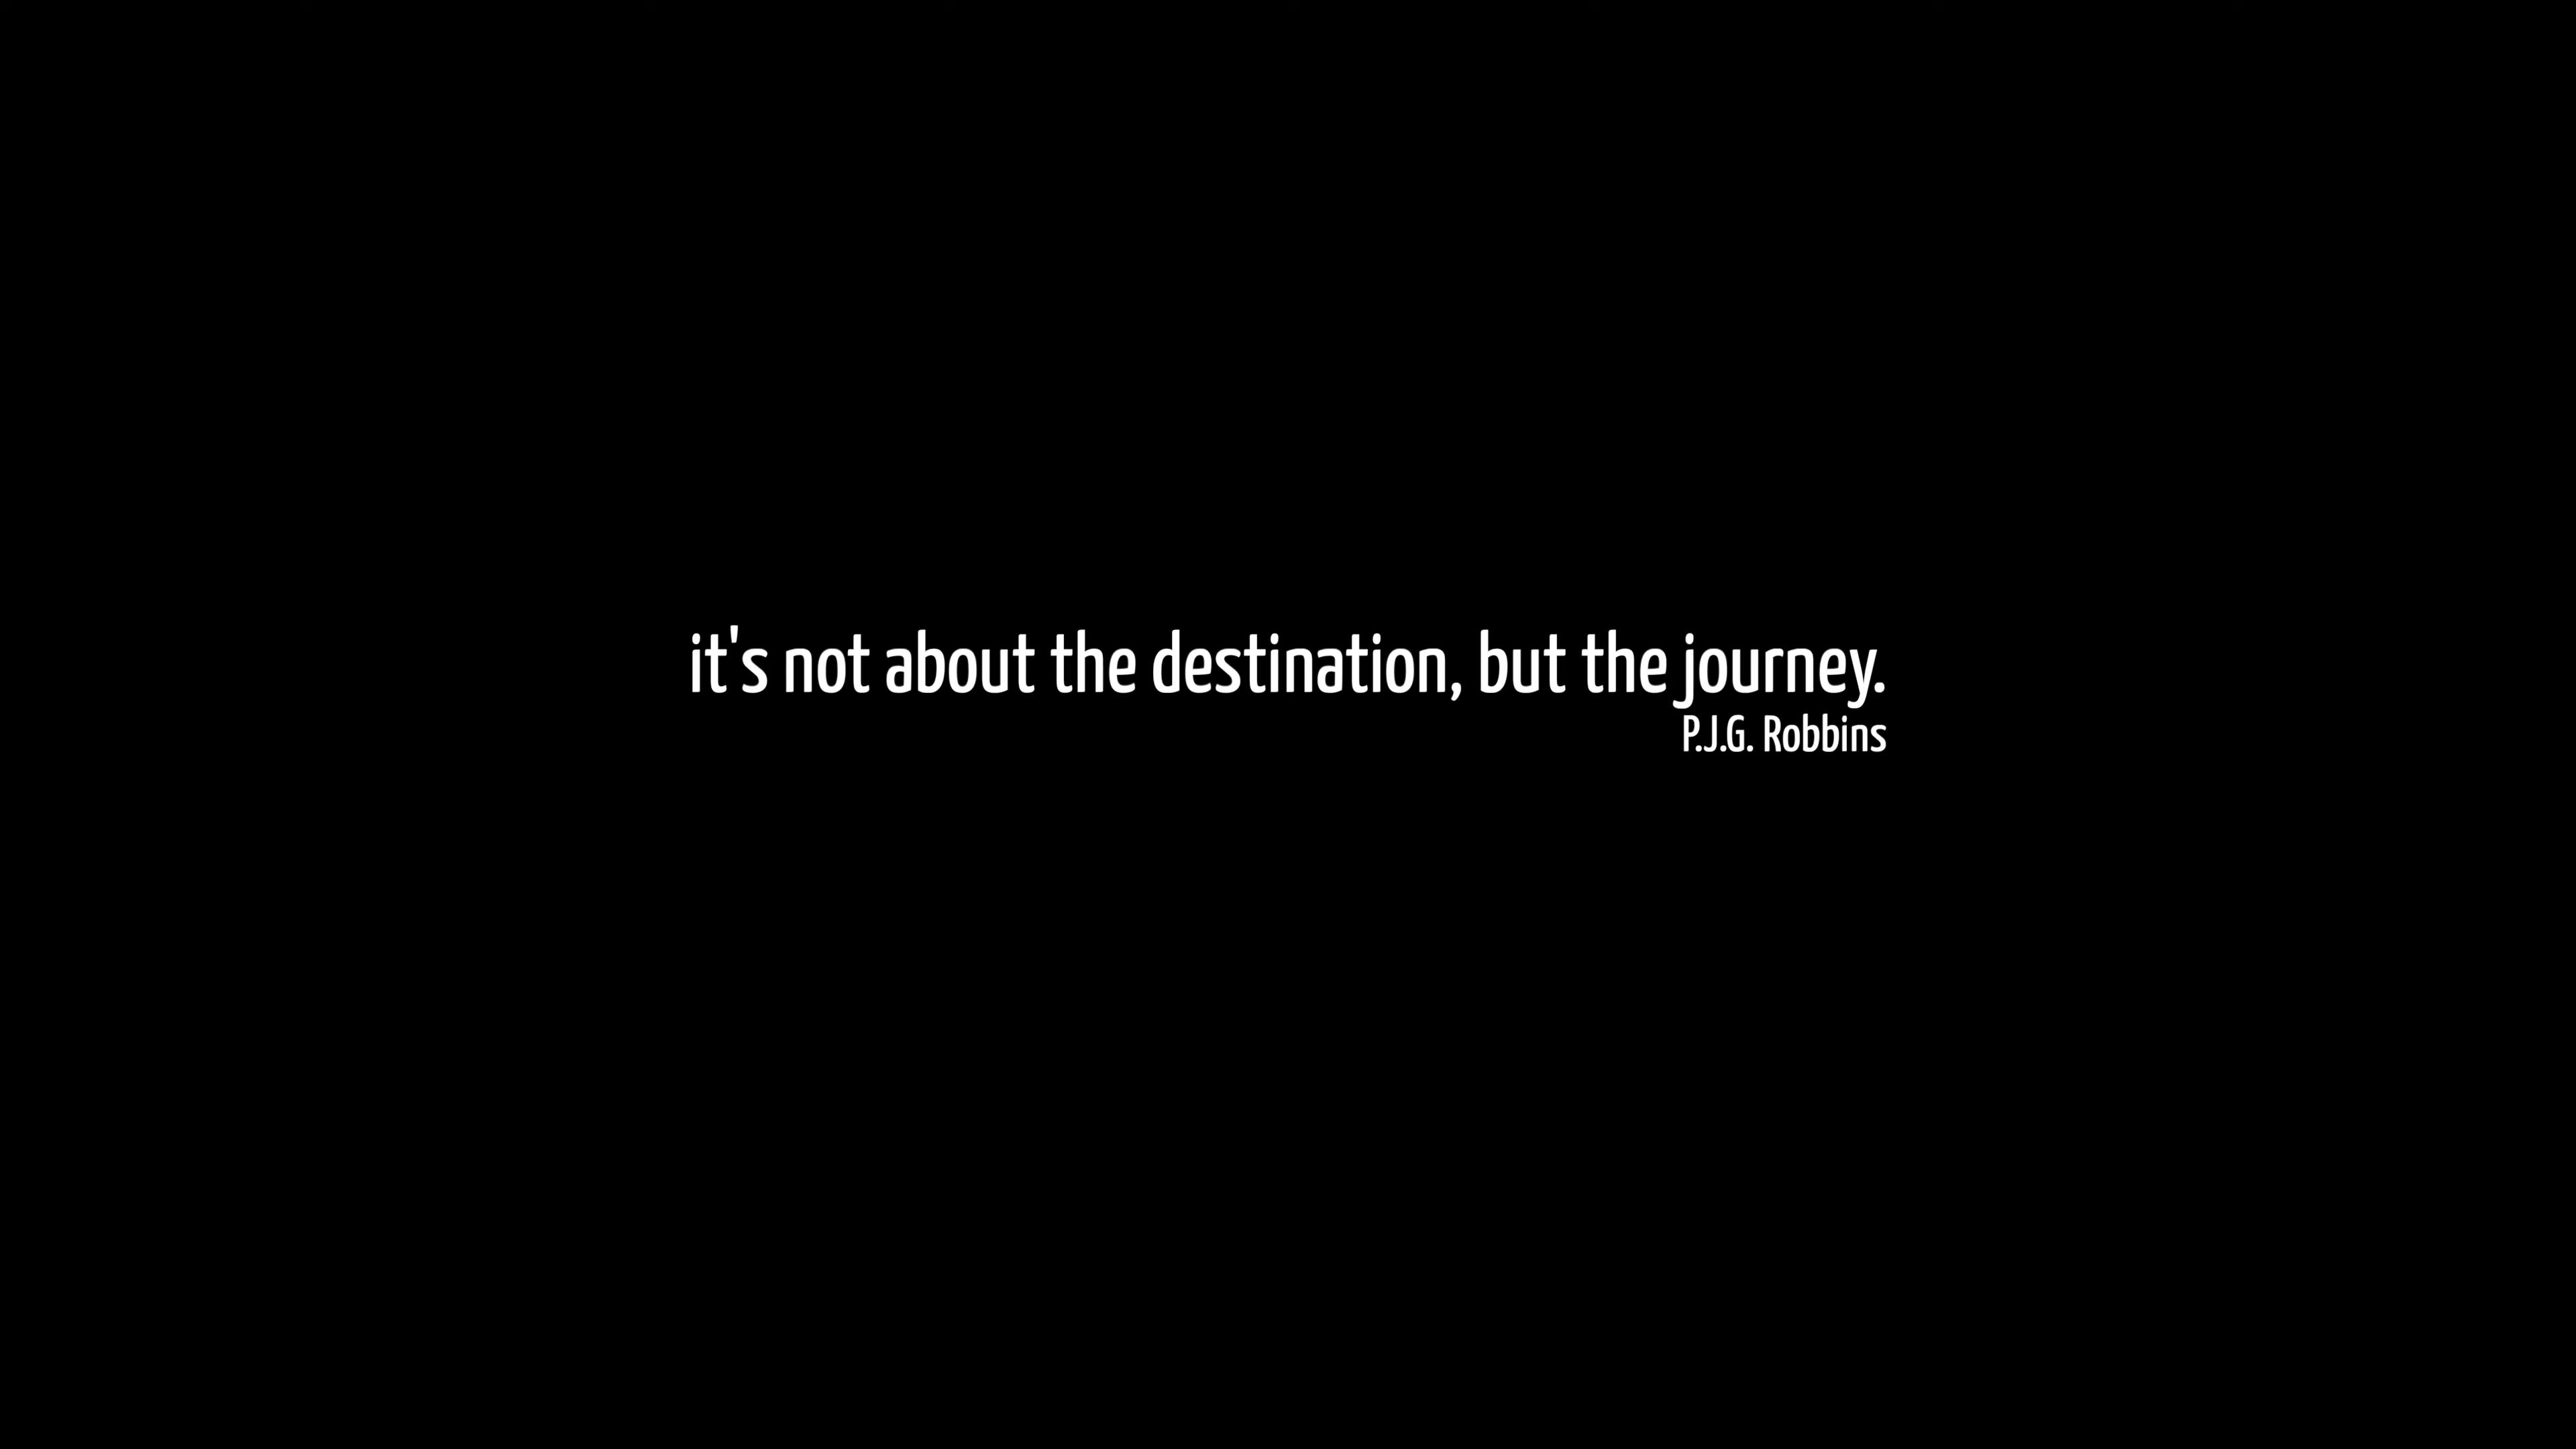 it's not about the destination, but the journey.
P.J.G. Robbins